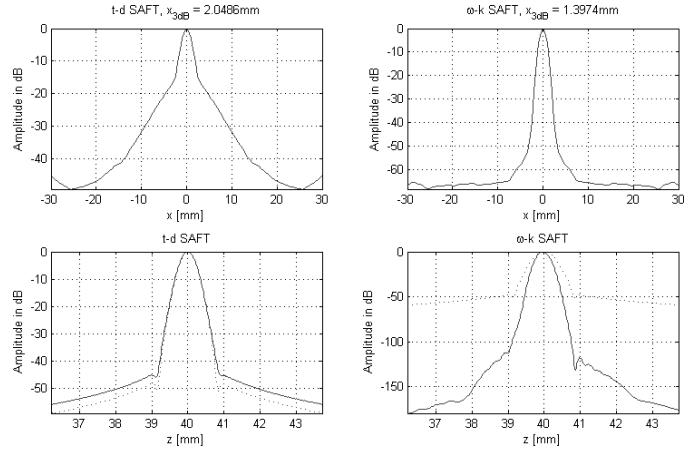 t-d SAFT, x3dB = 2.0486mm
0
-10
-20
-30
-40
Amplitude in dB
-30 -20 -10 0 10 20 30
x [mm]
ω-k SAFT, x3dB = 1.3974mm
0
-10
-20
-30
-40
-50
-60
Amplitude in dB
-30 -20 -10 0 10 20 30
x [mm]
t-d SAFT
0
-10
-20
-30
-40
-50
Amplitude in dB
37 38 39 40 41 42 43
z [mm]
ω-k SAFT
0
-50
-100
-150
Amplitude in dB
37 38 39 40 41 42 43
z [mm]